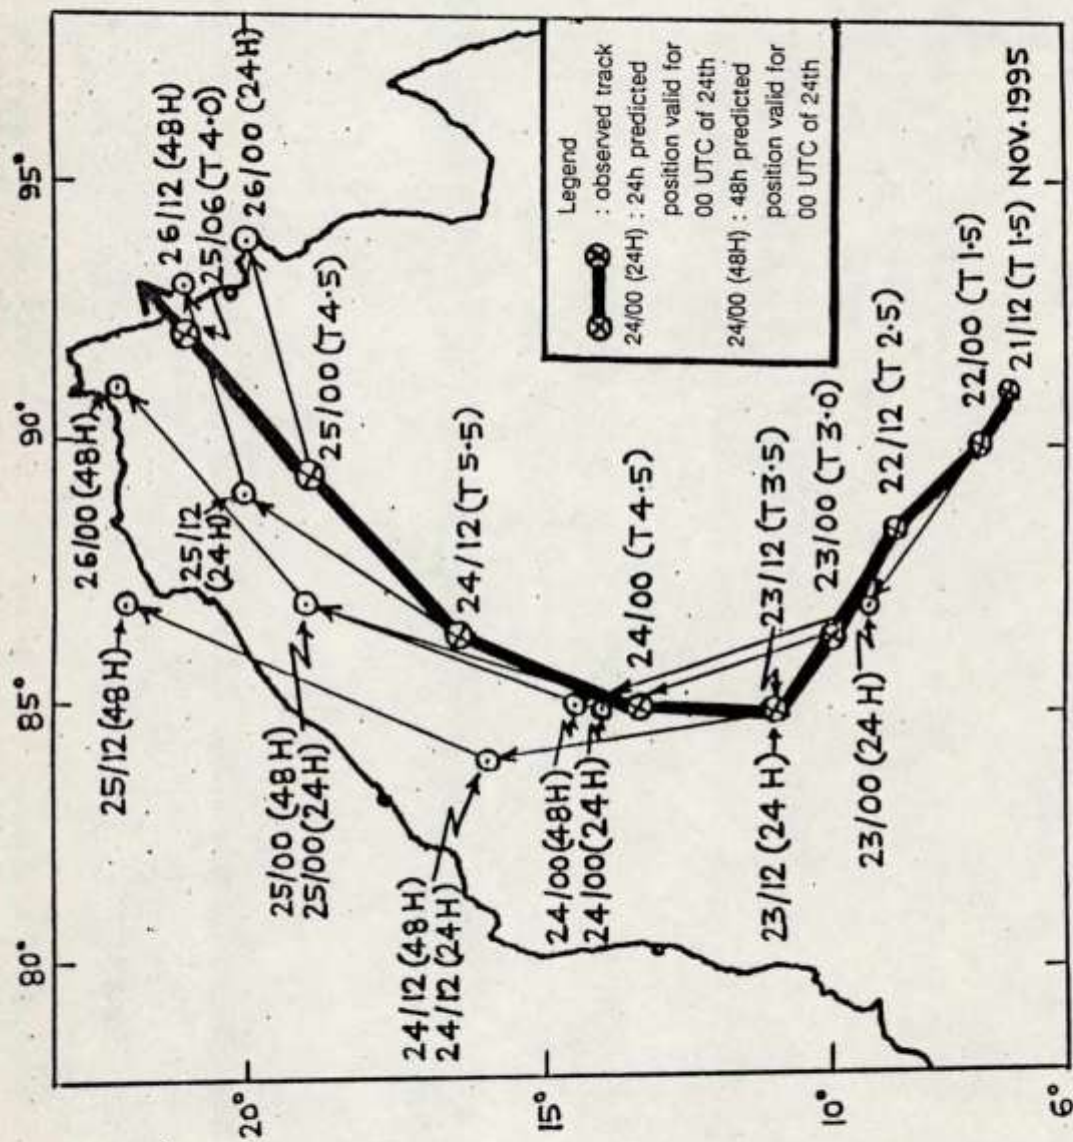 80°
85°
90°
95°
20°
15°
10°
6°
26/12 (48H)
25/06 (T 4.0)
26/00 (24H)
26/00 (48H)
25/12 (48H)
25/12
(24H)
25/00 (T 4.5)
25/00 (48H)
25/00 (24H)
24/12 (T 5.5)
24/12 (48H)
24/12 (24H)
24/00 (48H)
24/00 (24H)
24/00 (T 4.5)
23/12 (T 3.5)
23/12 (24 H)
23/00 (T 3.0)
23/00 (24 H)
22/12 (T 2.5)
22/00 (T 1.5)
21/12 (T 1.5) NOV. 1995
Legend
: observed track
24/00 (24H) : 24h predicted
position valid for
00 UTC of 24th
24/00 (48H) : 48h predicted
position valid for
00 UTC of 24th